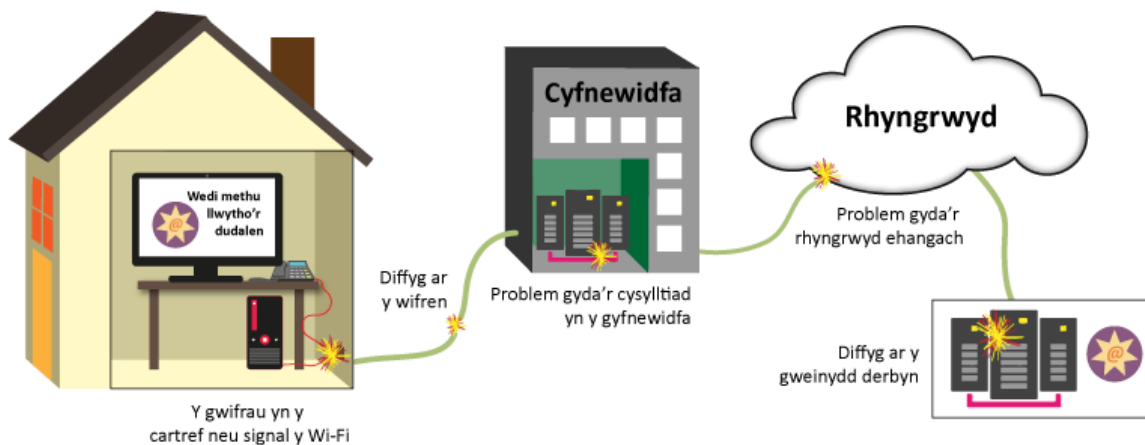 Wedi methu
llwytho'r
dudalen
@
Y gwifrau yn y
cartref neu signal y Wi-Fi
Diffyg ar
y wifren
Cyfnewidfa
Problem gyda'r cysylltiad
yn y gyfnewidfa
Rhyngrwyd
Problem gyda'r
rhyngrwyd ehangach
Diffyg ar y
gweinydd derbyn
@